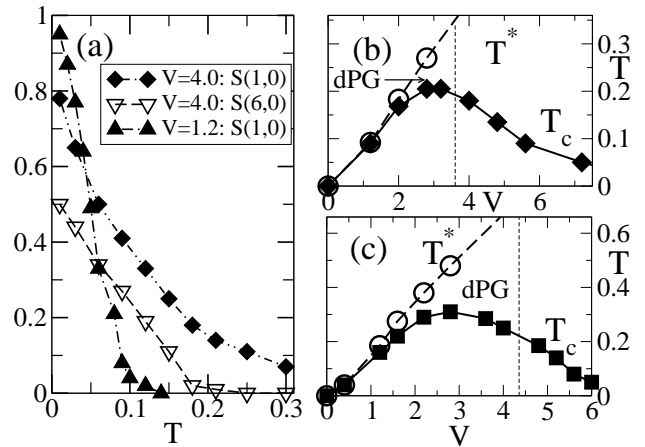 (a)
V=4.0: S(1,0)
V=4.0: S(6,0)
V=1.2: S(1,0)
1
0.8
0.6
0.4
0.2
0
0.1
0.2
0.3
T
(b)
T*
dPG
T_c
0.3
T
0.2
0.1
0
0
2
4
V
6
(c)
T*
dPG
T_c
0.6
T
0.4
0.2
0
0
1
2
3
4
5
6
V